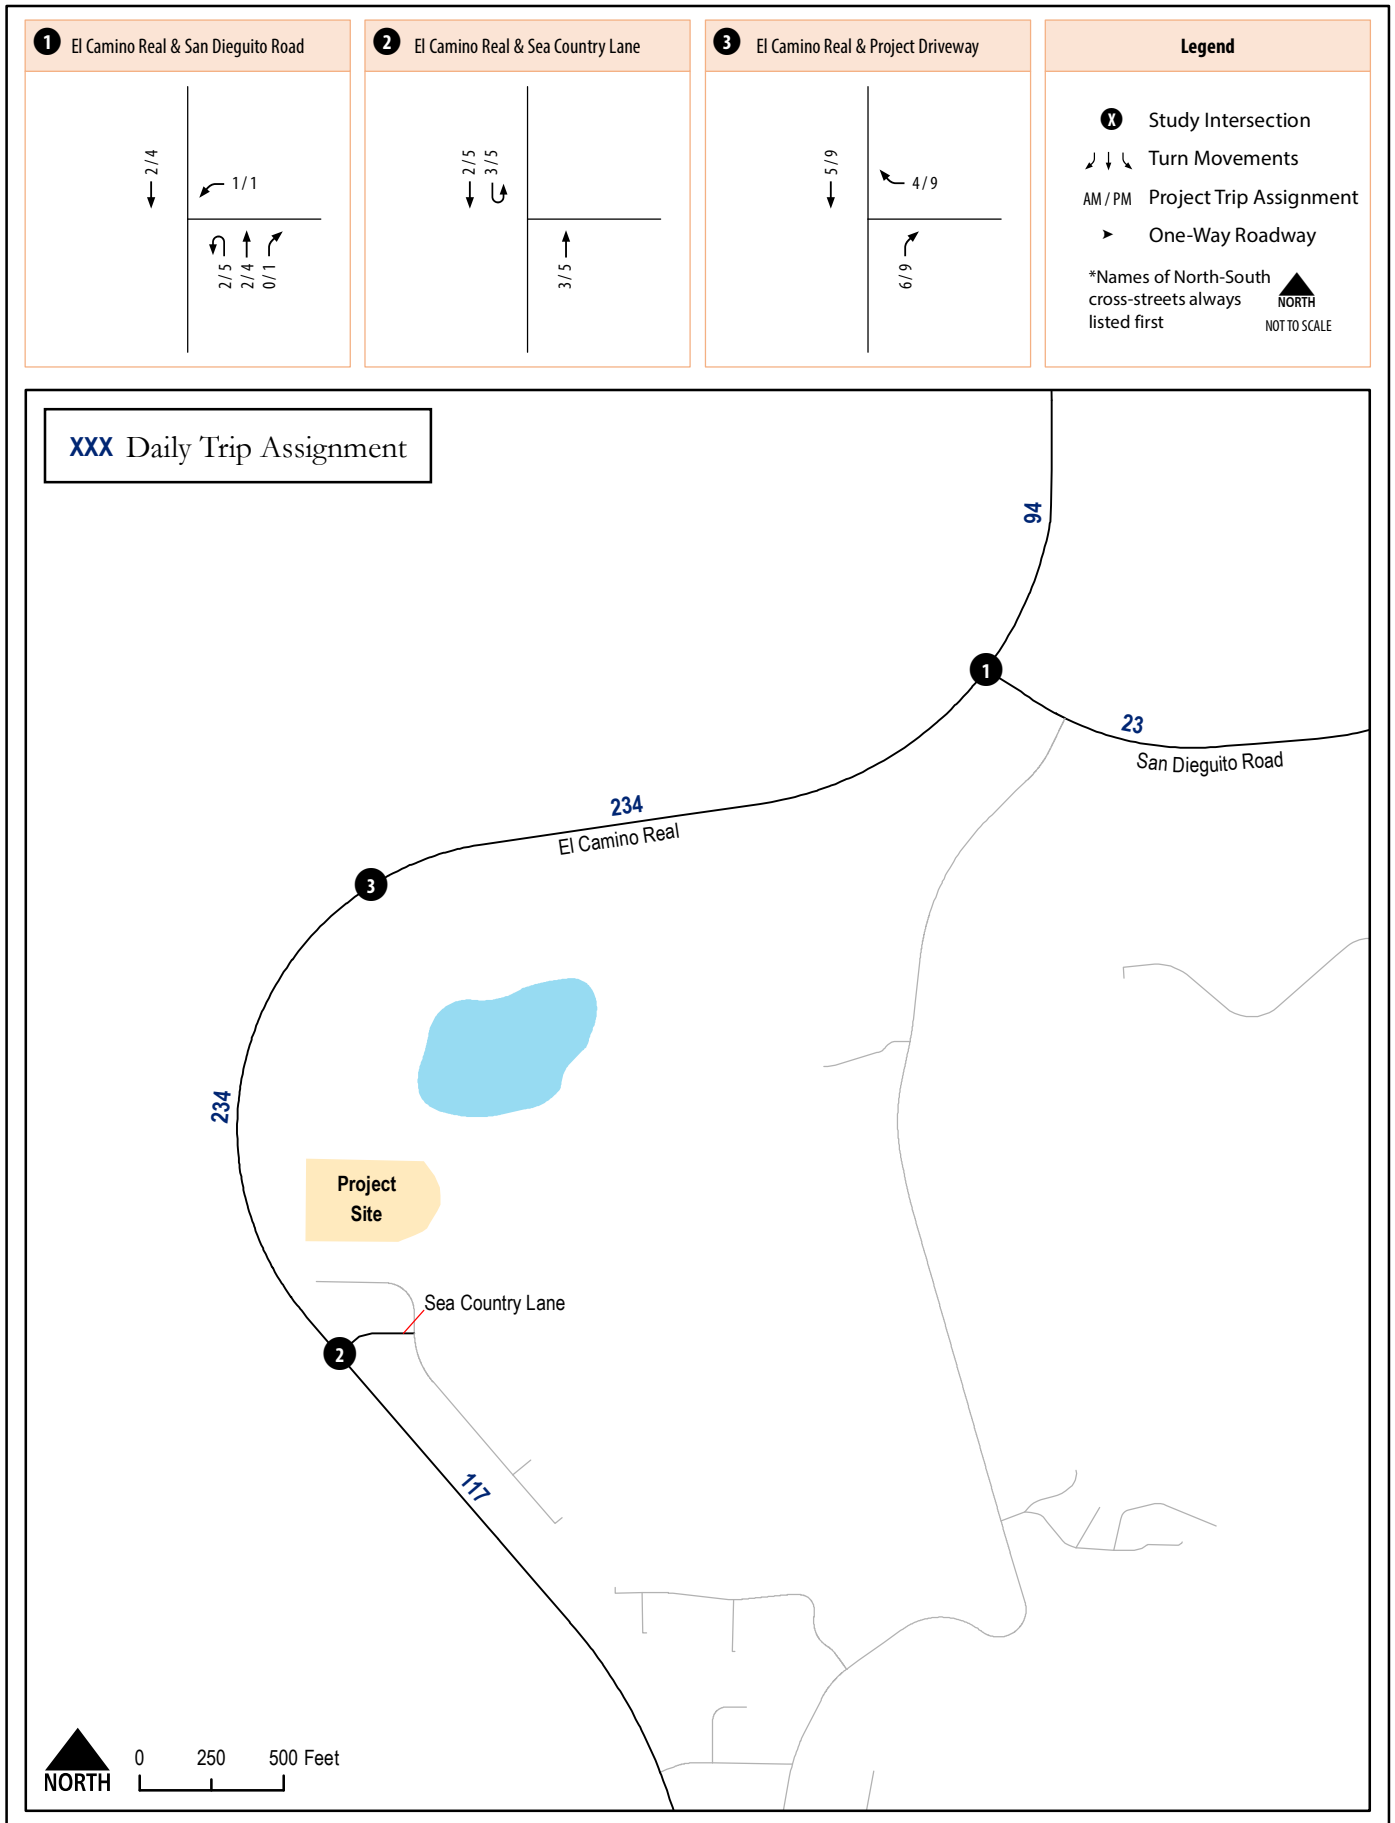 1 El Camino Real & San Dieguito Road
2 / 4
1 / 1
2 / 5
2 / 4
0 / 1
2 El Camino Real & Sea Country Lane
2 / 5
3 / 5
3 / 5
3 El Camino Real & Project Driveway
5 / 9
4 / 9
6 / 9
Legend
X Study Intersection
Turn Movements
AM / PM Project Trip Assignment
One-Way Roadway
*Names of North-South
cross-streets always
listed first
NORTH
NOT TO SCALE
XXX Daily Trip Assignment
94
1
23
San Dieguito Road
234
El Camino Real
3
234
Project
Site
Sea Country Lane
2
117
NORTH
0 250 500 Feet